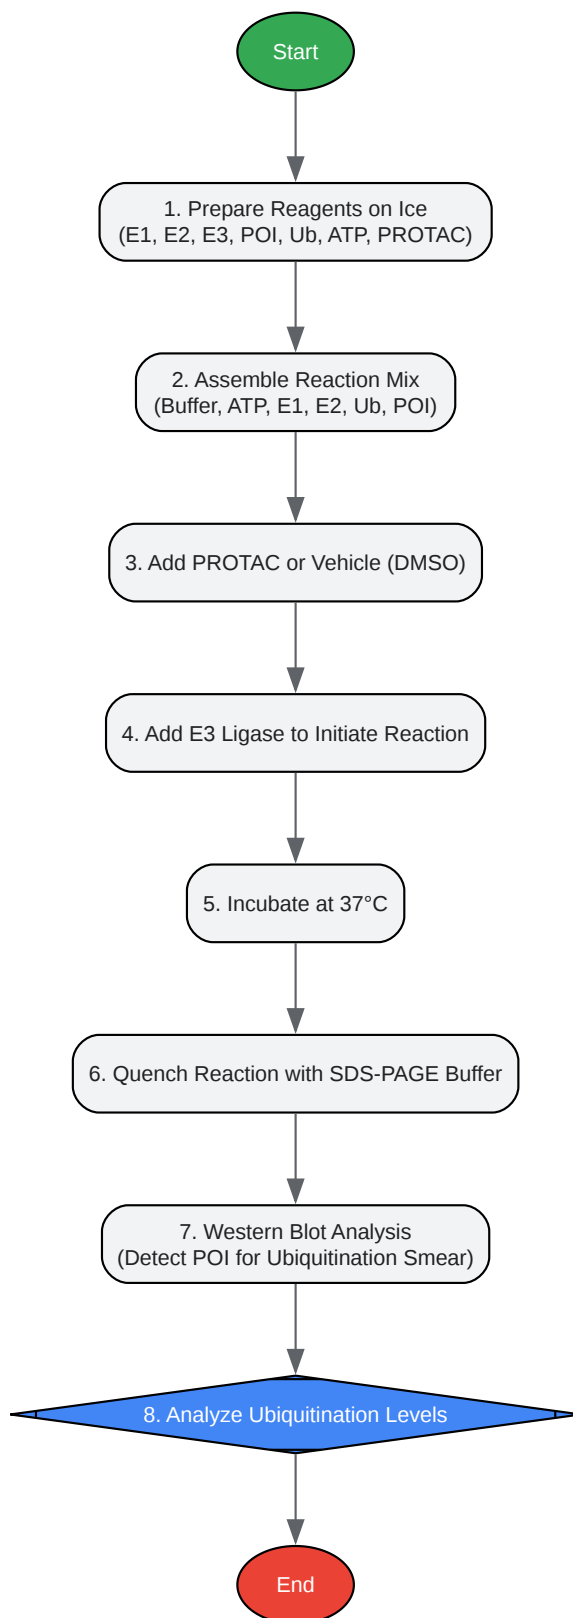 Start
1. Prepare Reagents on Ice
(E1, E2, E3, POI, Ub, ATP, PROTAC)
2. Assemble Reaction Mix
(Buffer, ATP, E1, E2, Ub, POI)
3. Add PROTAC or Vehicle (DMSO)
4. Add E3 Ligase to Initiate Reaction
5. Incubate at 37°C
6. Quench Reaction with SDS-PAGE Buffer
7. Western Blot Analysis
(Detect POI for Ubiquitination Smear)
8. Analyze Ubiquitination Levels
End